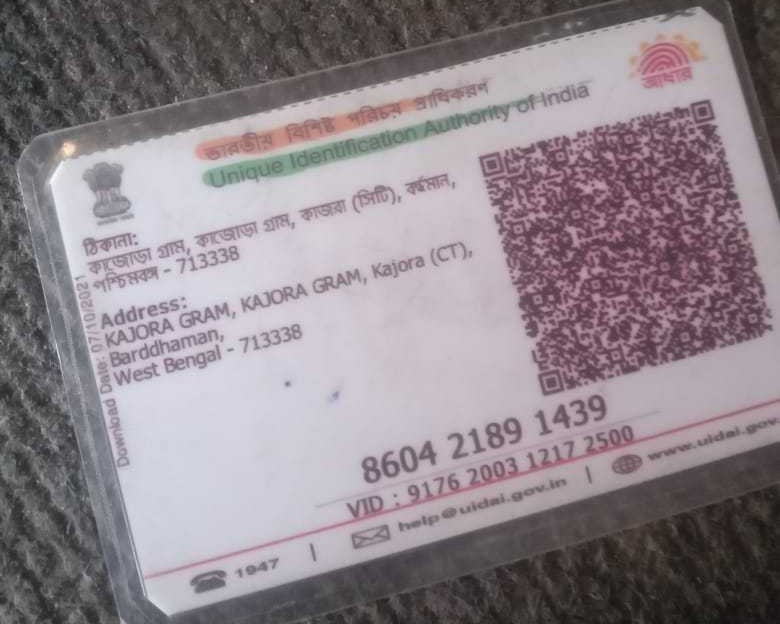 ভারতীয় বিশিষ্ট পরিচয় প্রাধিকরণ
Unique Identification Authority of India
আধার
ঠিকানা:
কাজোডা গ্রাম, কাজোডা গ্রাম, কাজরা (সিটি), বর্ধমান,
পশ্চিমবঙ্গ - 713338
Address:
KAJORA GRAM, KAJORA GRAM, Kajora (CT),
Barddhaman,
West Bengal - 713338
Download Date: 07/10/2021
8604 2189 1439
VID : 9176 2003 1217 2500
1947 | help@uidai.gov.in | www.uidai.gov.